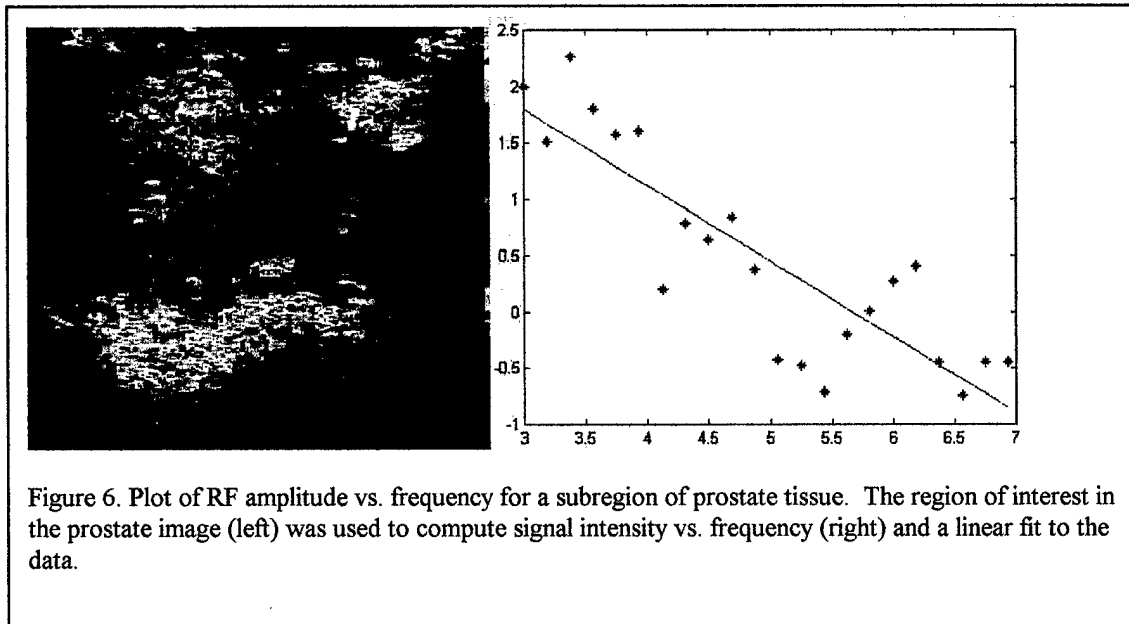 2.5
2
1.5
1
0.5
0
-0.5
-1
3 3.5 4 4.5 5 5.5 6 6.5 7
Figure 6. Plot of RF amplitude vs. frequency for a subregion of prostate tissue. The region of interest in
the prostate image (left) was used to compute signal intensity vs. frequency (right) and a linear fit to the
data.